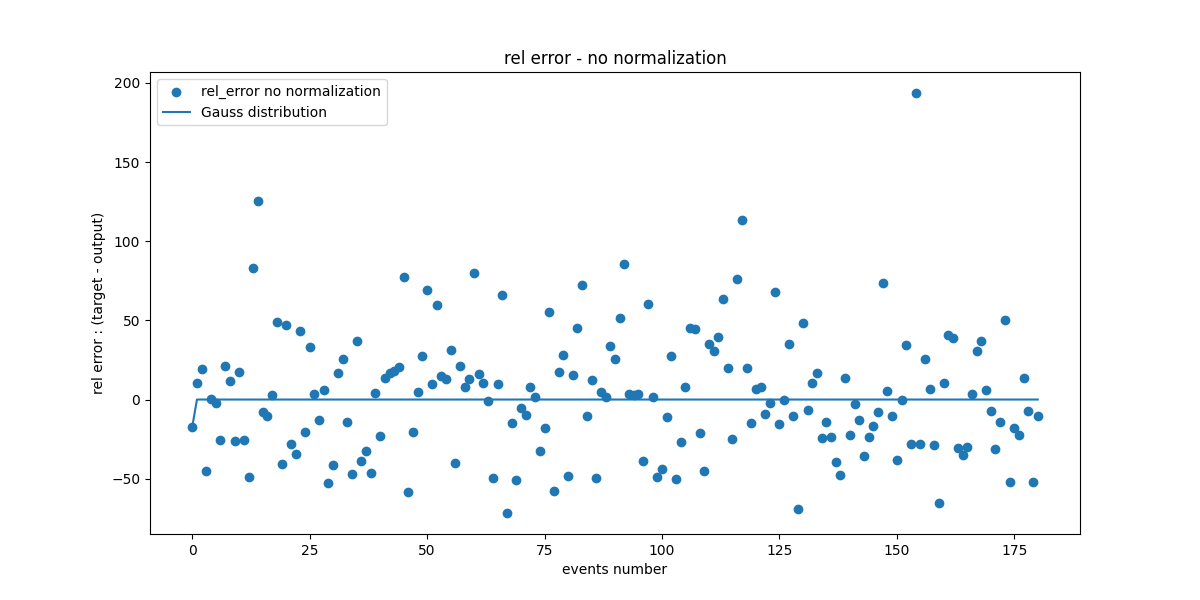 rel error - no normalization
rel_error no normalization
Gauss distribution
rel error : (target - output)
200
150
100
50
0
−50
0
25
50
75
100
125
150
175
events number